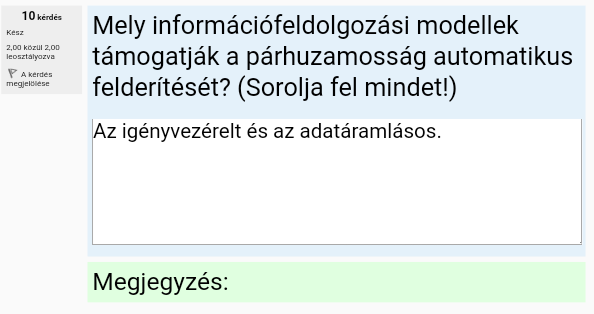 10 kérdés
Kész
2,00 közül 2,00
leosztályozva
A kérdés
megjelölése
Mely információfeldolgozási modellek
támogatják a párhuzamosság automatikus
felderítését? (Sorolja fel mindet!)
Az igényvezérelt és az adatáramlásos.
Megjegyzés: